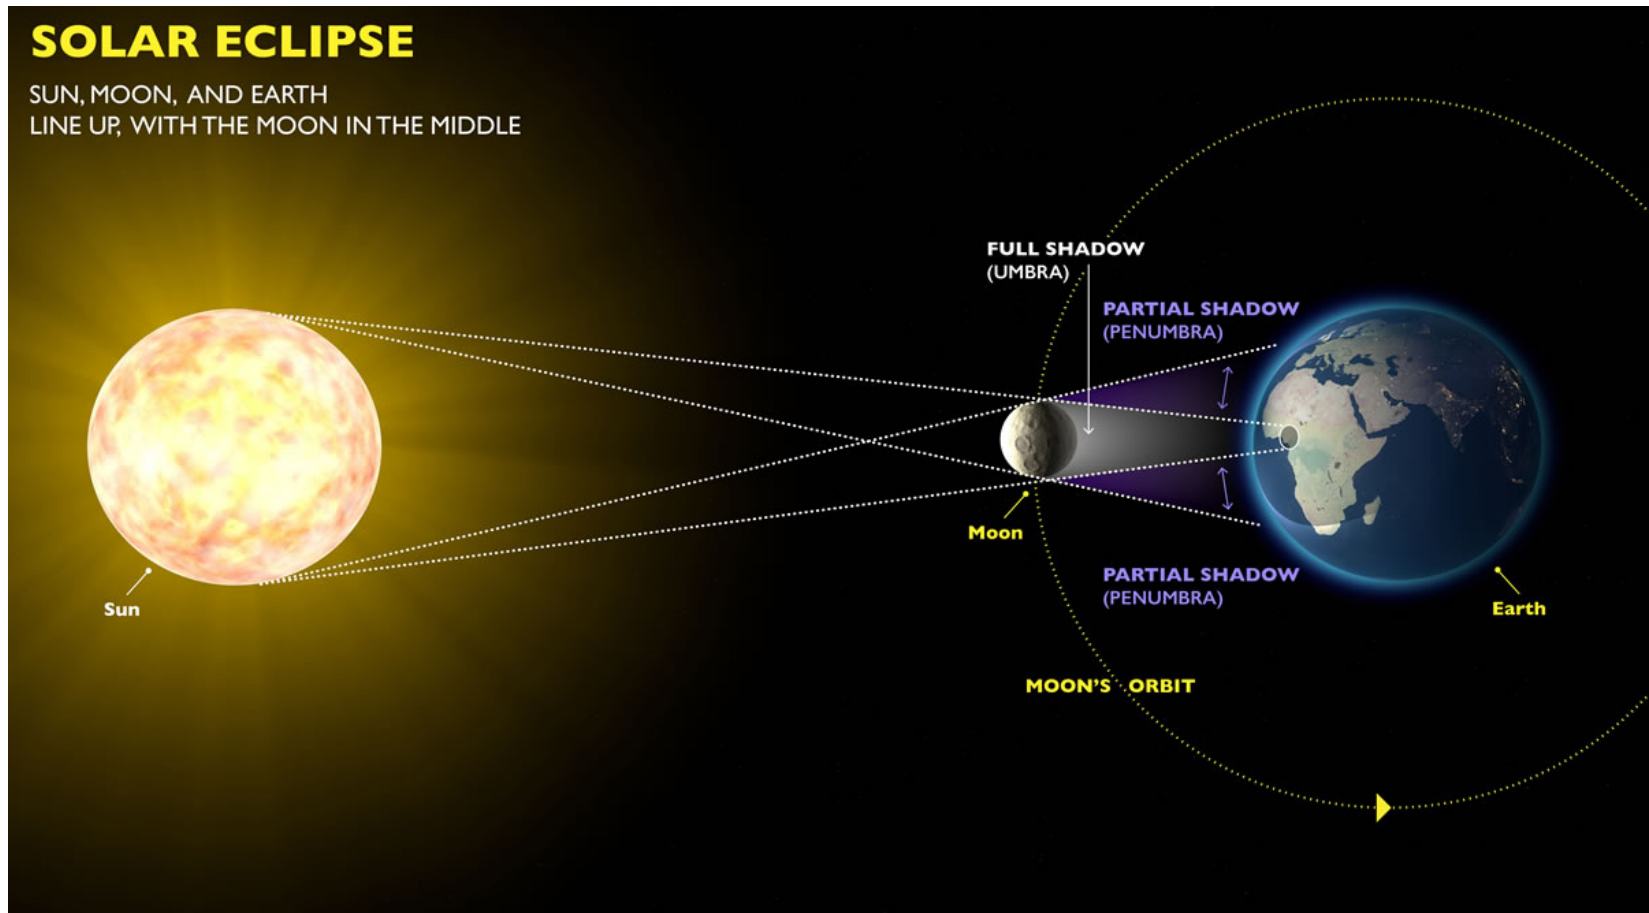 SOLAR ECLIPSE
SUN, MOON, AND EARTH
LINE UP, WITH THE MOON IN THE MIDDLE
FULL SHADOW
(UMBRA)
PARTIAL SHADOW
(PENUMBRA)
Moon
PARTIAL SHADOW
(PENUMBRA)
Sun
Earth
MOON'S ORBIT